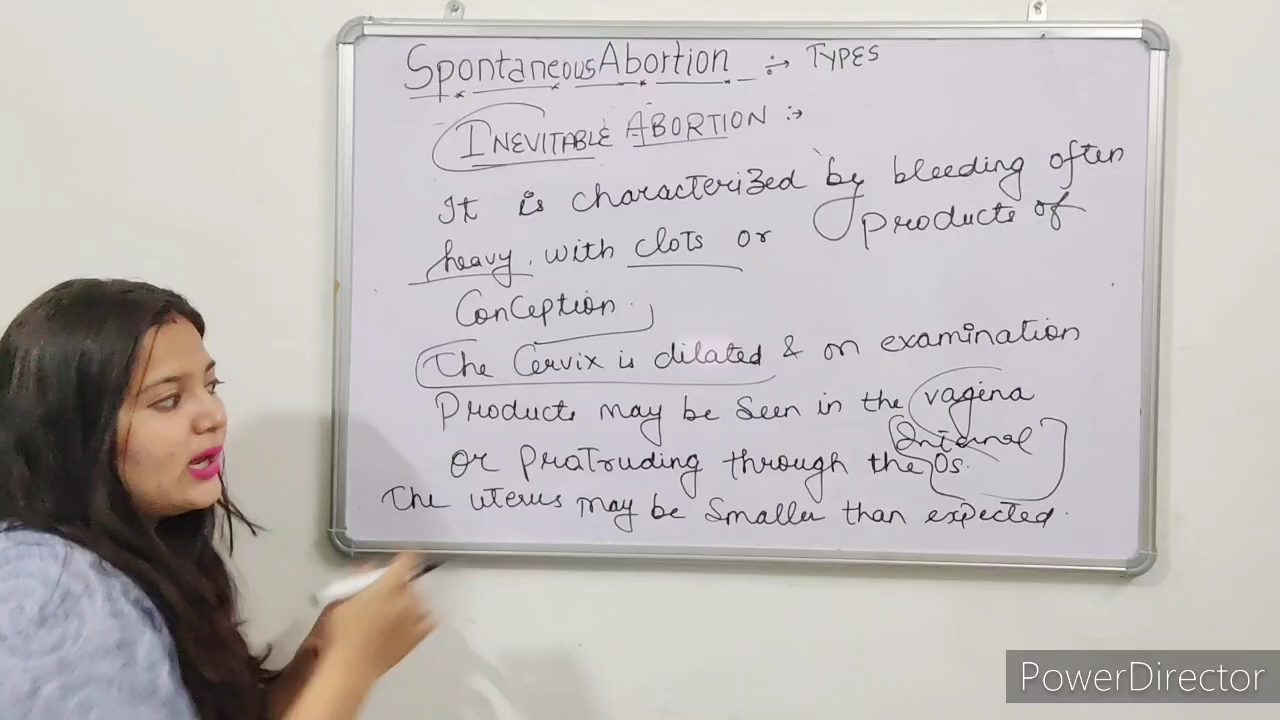 Spontaneous Abortion :→ TYPES
INEVITABLE ABORTION :→
It is characterized by bleeding often
heavy, with clots or products of
Conception.
The Cervix is dilated & on examination
Products may be seen in the vagina
Internal
or pratruding through the Os.
The uterus may be smaller than expected.
PowerDirector